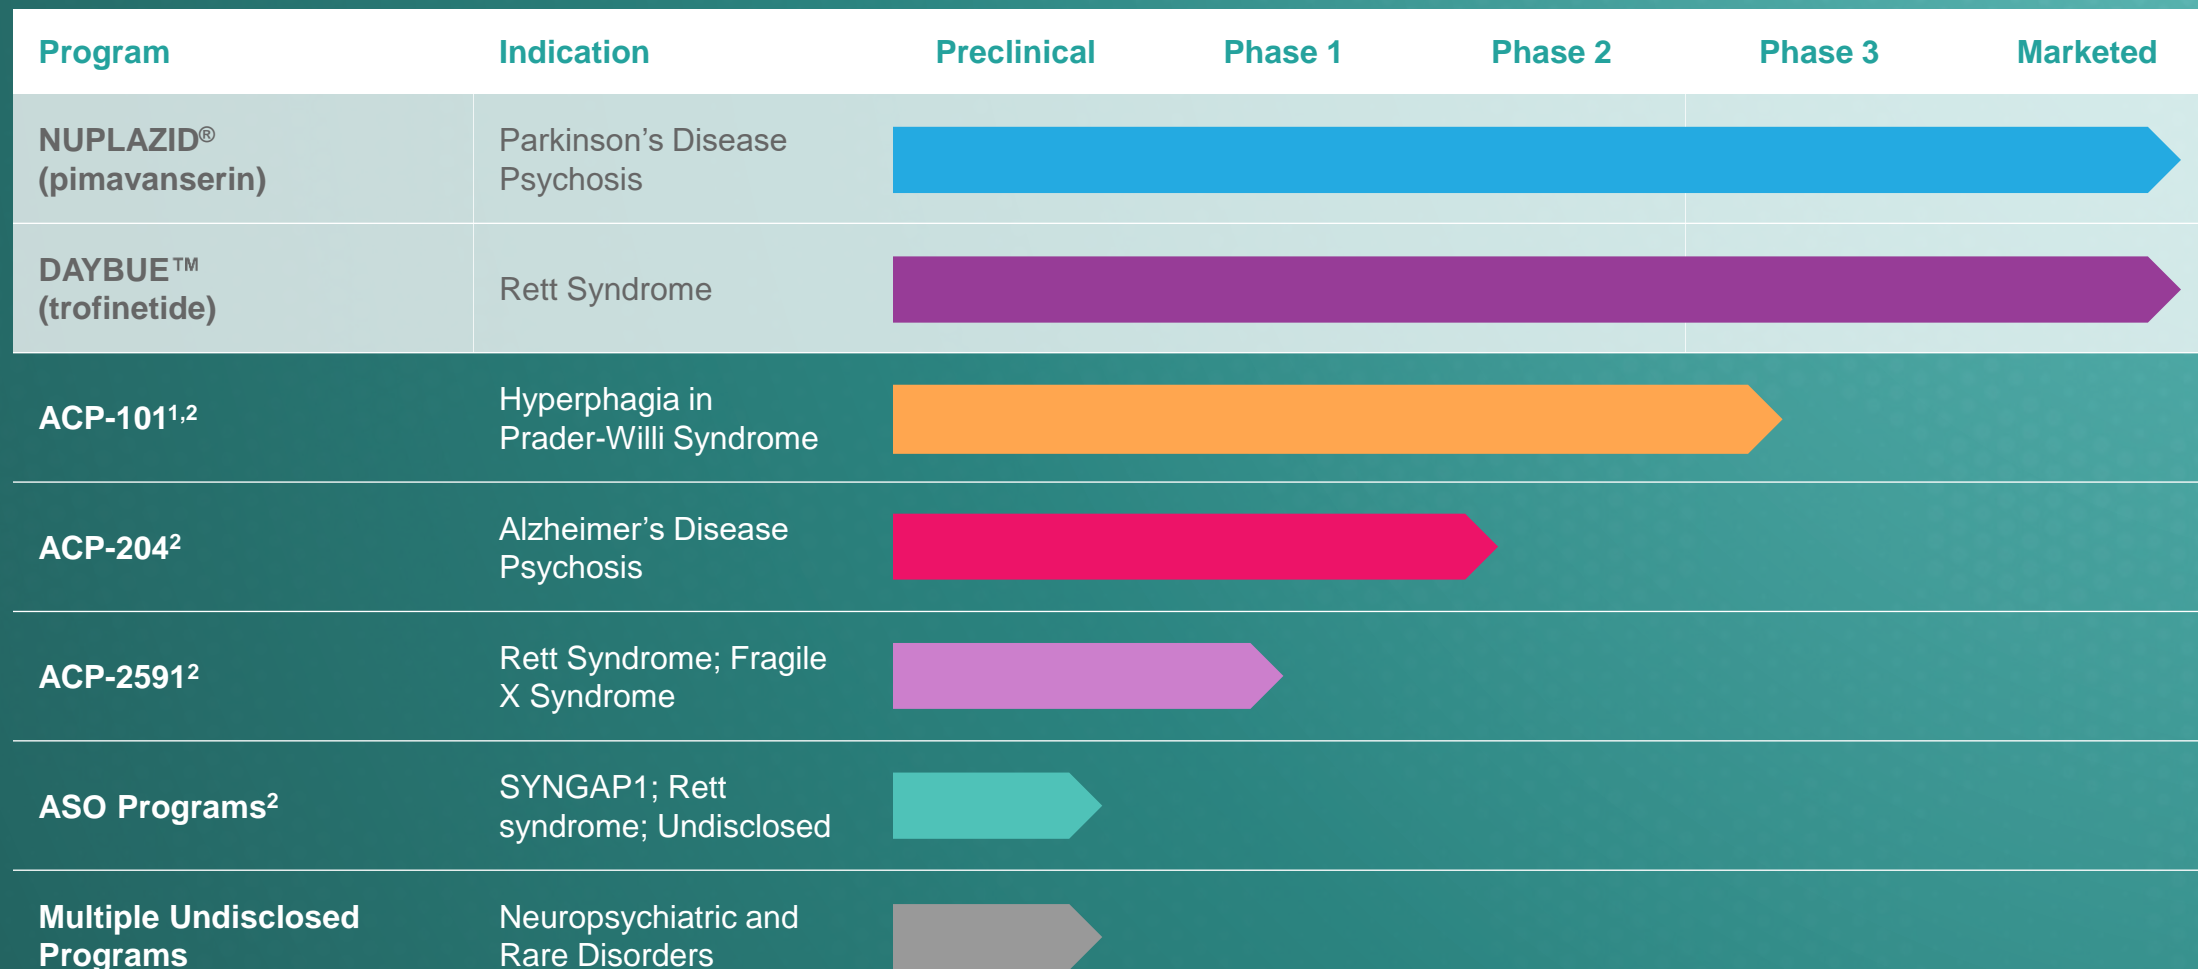 Program Indication Preclinical Phase 1 Phase 2 Phase 3 Marketed
NUPLAZID®
(pimavanserin)
Parkinson’s Disease
Psychosis
DAYBUE™
(trofinetide)
Rett Syndrome
ACP-101¹,²
Hyperphagia in
Prader-Willi Syndrome
ACP-204²
Alzheimer’s Disease
Psychosis
ACP-2591²
Rett Syndrome; Fragile
X Syndrome
ASO Programs²
SYNGAP1; Rett
syndrome; Undisclosed
Multiple Undisclosed
Programs
Neuropsychiatric and
Rare Disorders